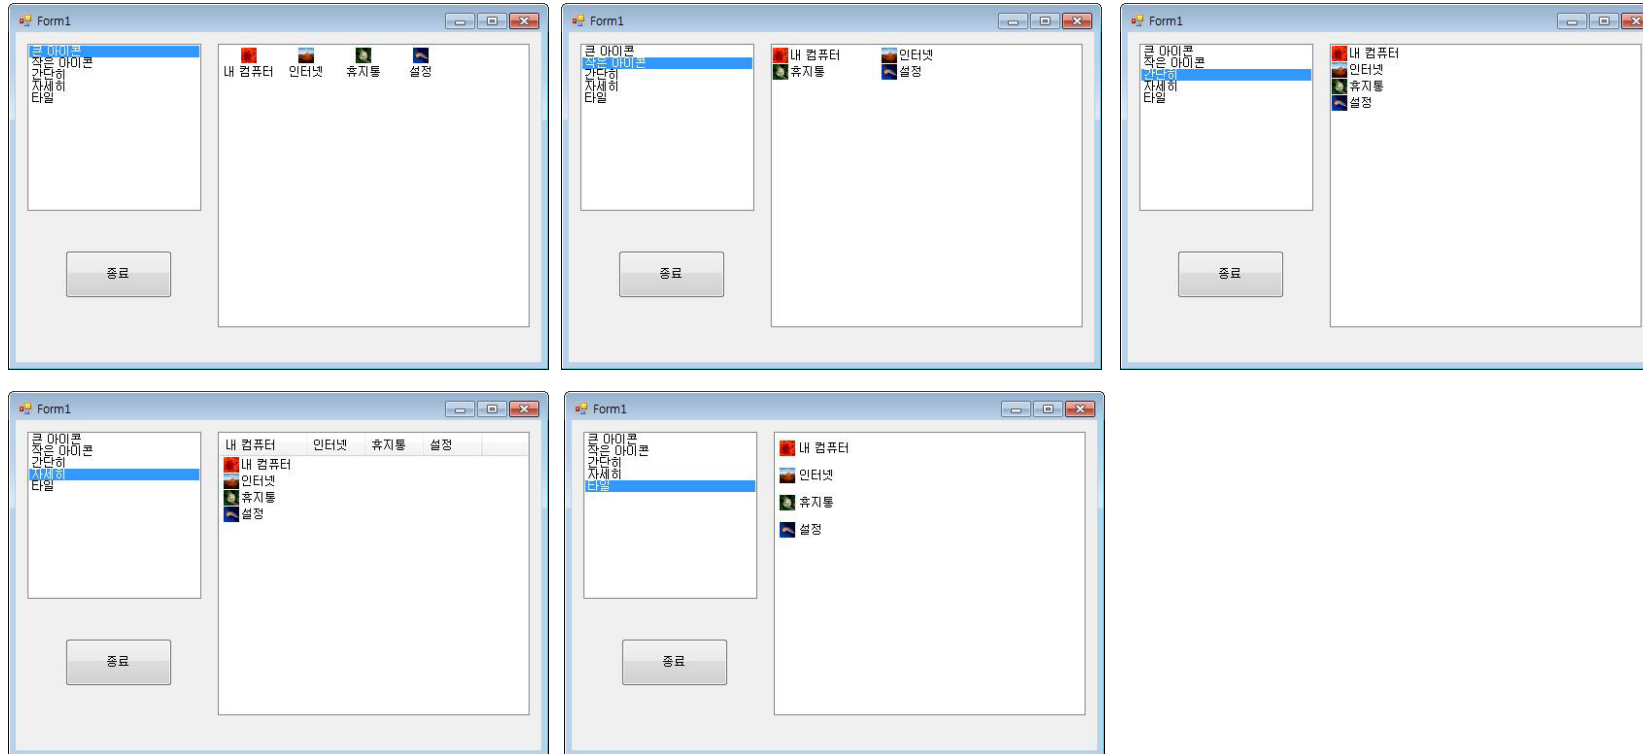 Form1
큰 아이콘
작은 아이콘
간단히
자세히
타일
내 컴퓨터 인터넷 휴지통 설정
종료
Form1
큰 아이콘
작은 아이콘
간단히
자세히
타일
내 컴퓨터 인터넷
휴지통 설정
종료
Form1
큰 아이콘
작은 아이콘
간단히
자세히
타일
내 컴퓨터
인터넷
휴지통
설정
종료
Form1
큰 아이콘
작은 아이콘
간단히
자세히
타일
내 컴퓨터 인터넷 휴지통 설정
내 컴퓨터
인터넷
휴지통
설정
종료
Form1
큰 아이콘
작은 아이콘
간단히
자세히
타일
내 컴퓨터
인터넷
휴지통
설정
종료